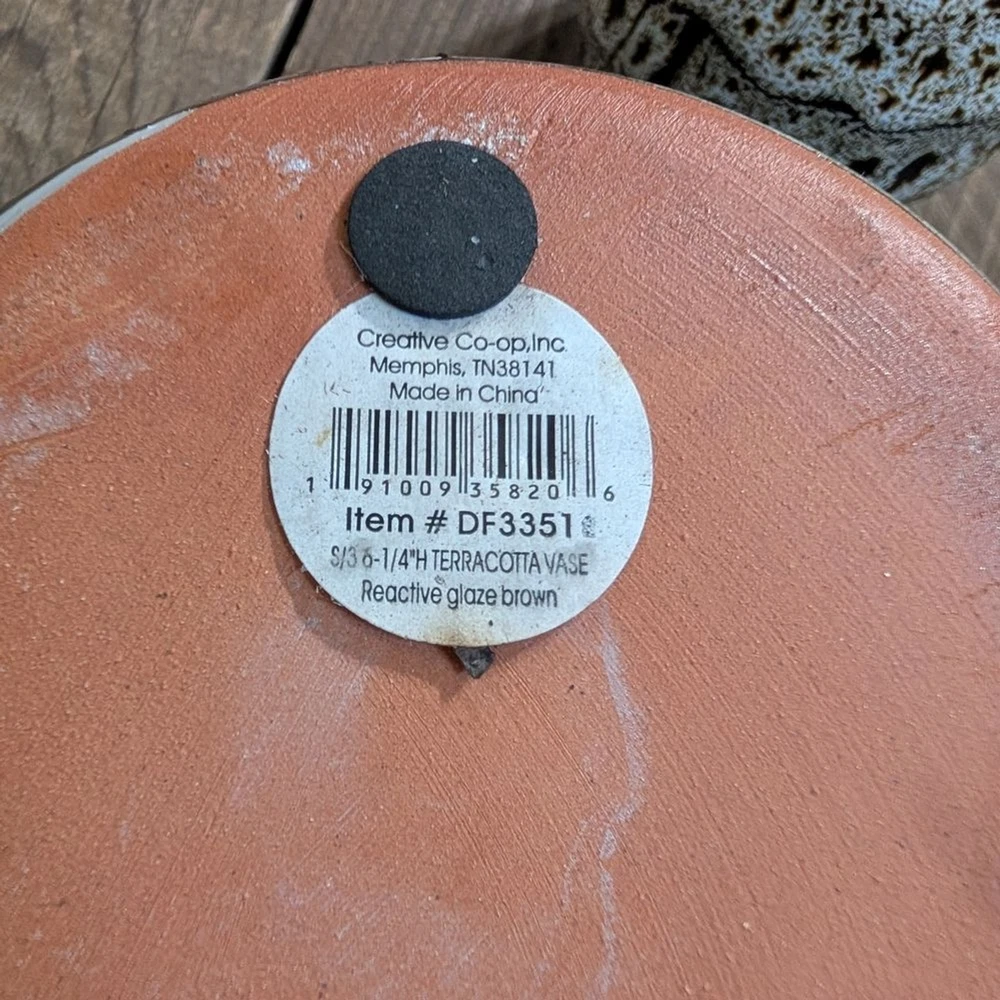 Creative Co-op,Inc.
Memphis, TN38141
Made in China
1 91009 35820 6
Item # DF3351
S/3 6-1/4"H TERRACOTTA VASE
Reactive glaze brown